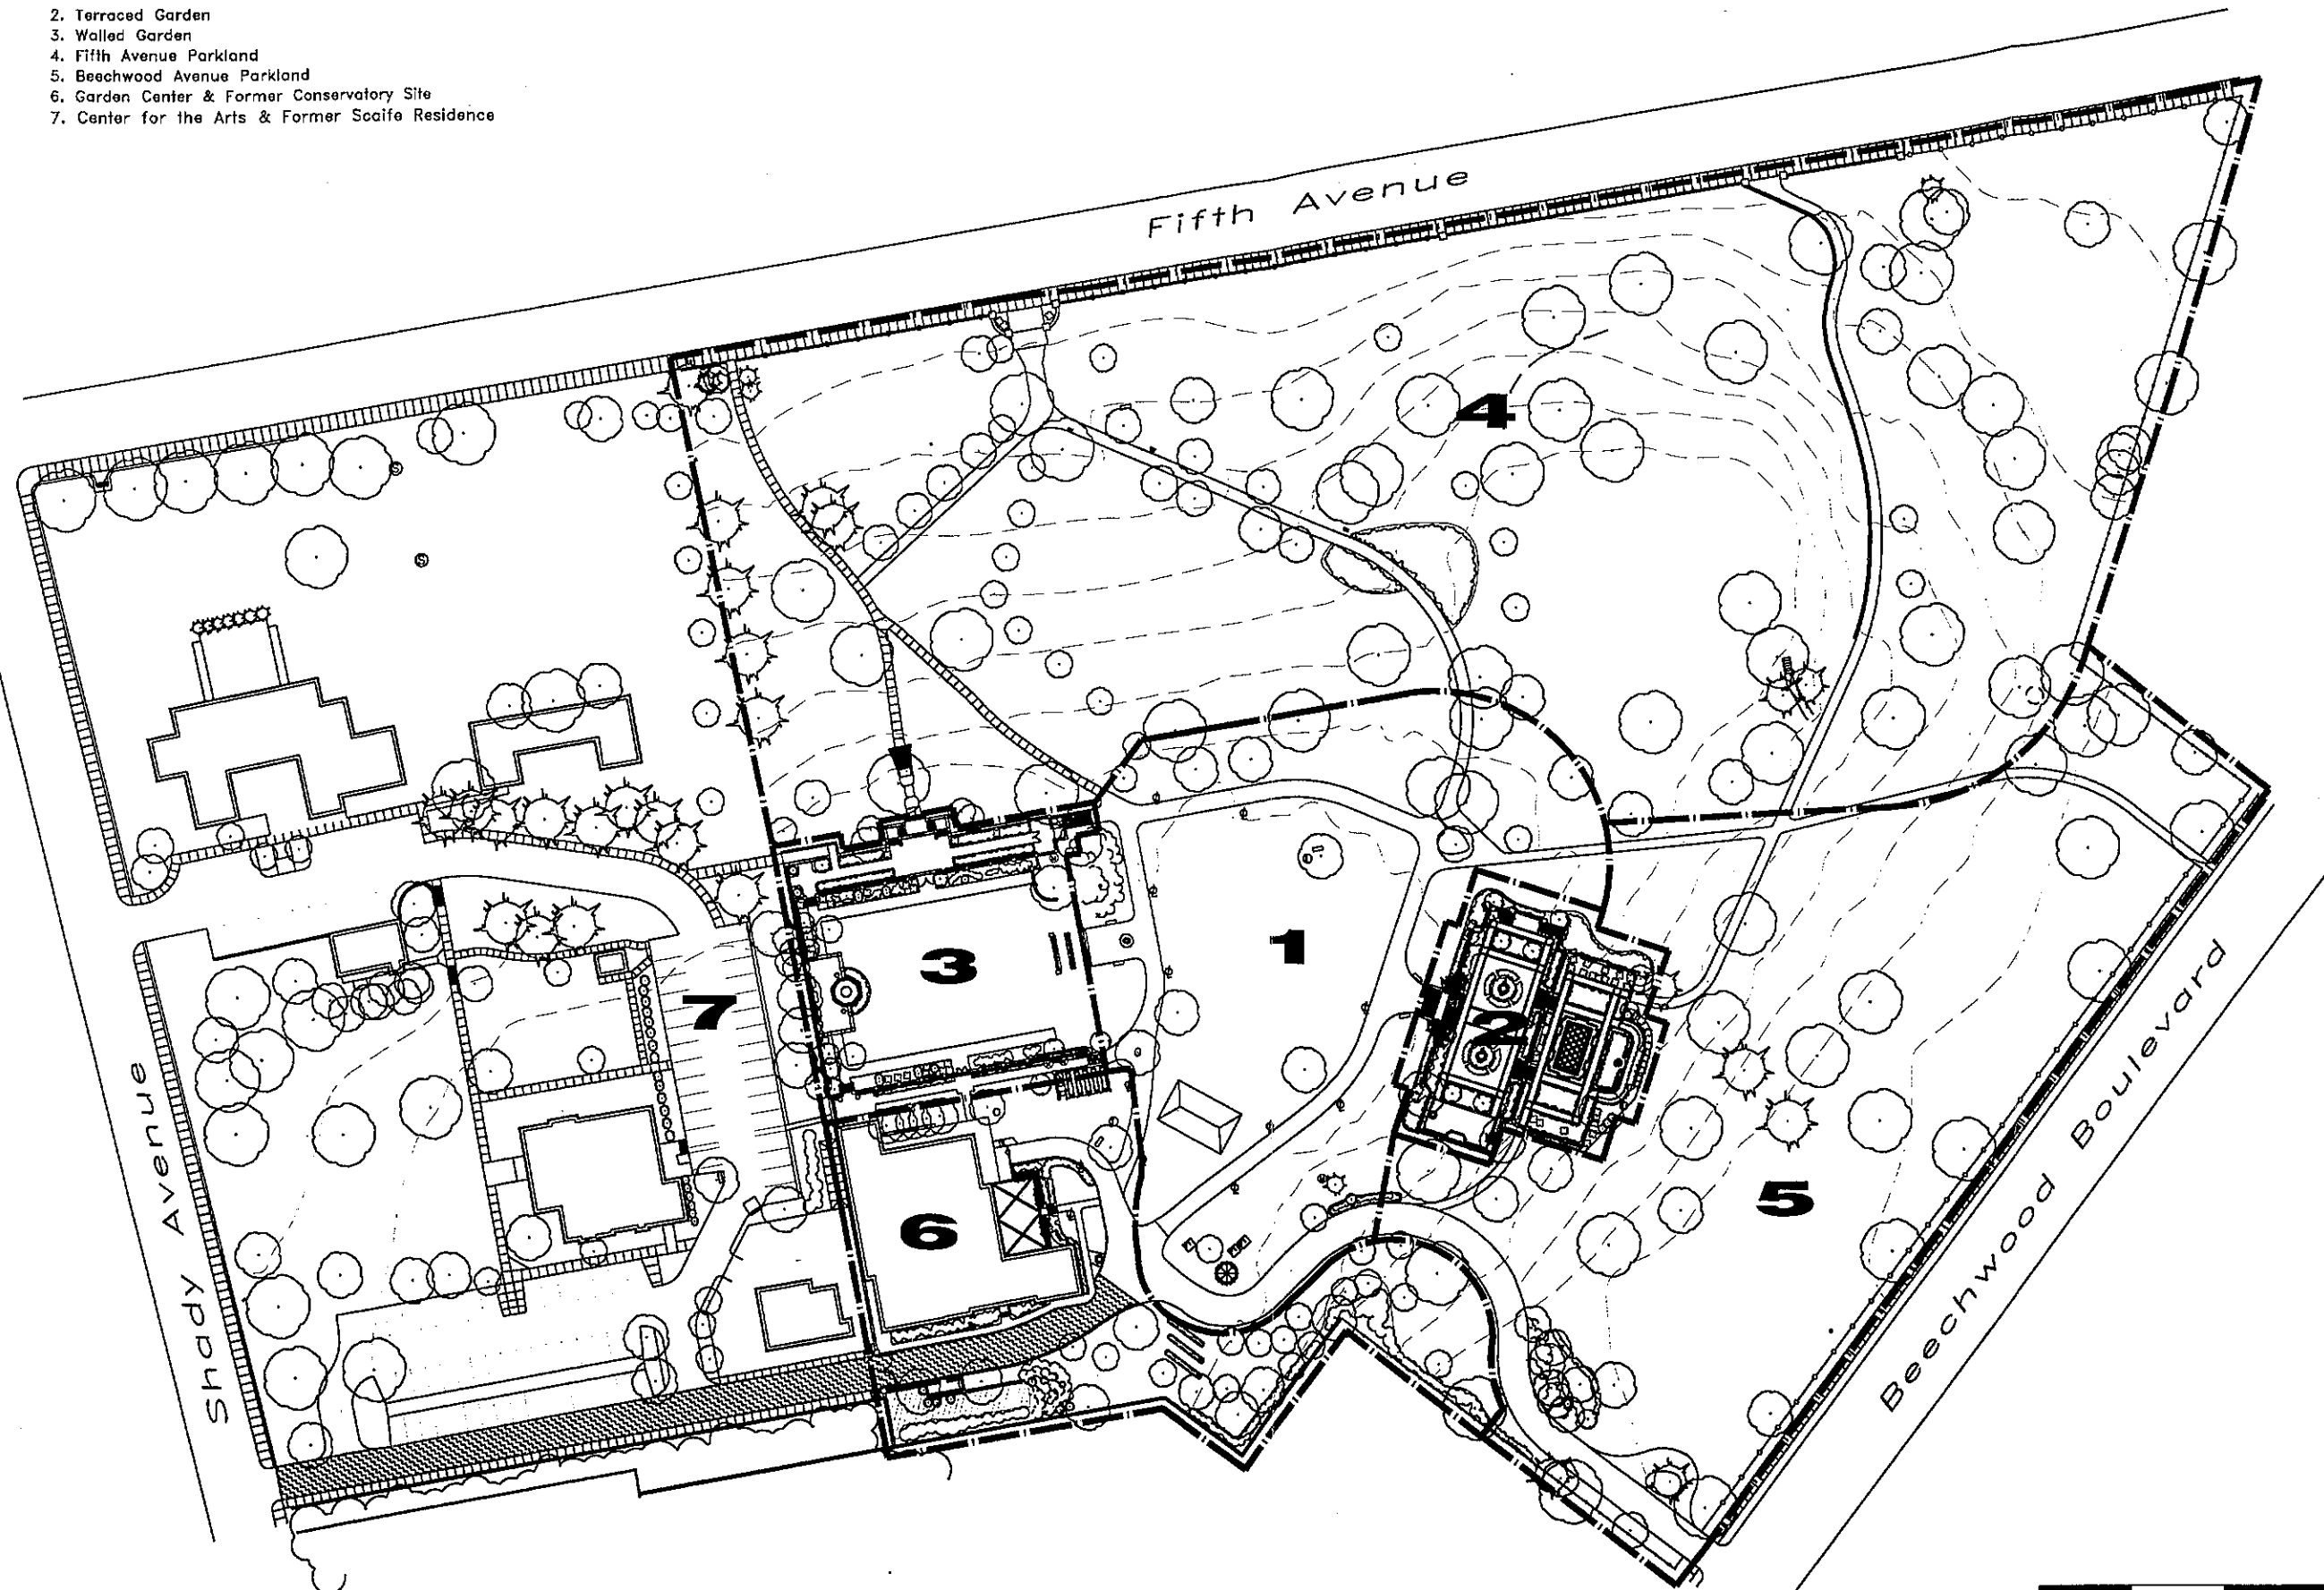 2. Terraced Garden
3. Walled Garden
4. Fifth Avenue Parkland
5. Beechwood Avenue Parkland
6. Garden Center & Former Conservatory Site
7. Center for the Arts & Former Scaife Residence
Fifth Avenue
4
3
1
7
2
5
6
Shady Avenue
Beechwood Boulevard